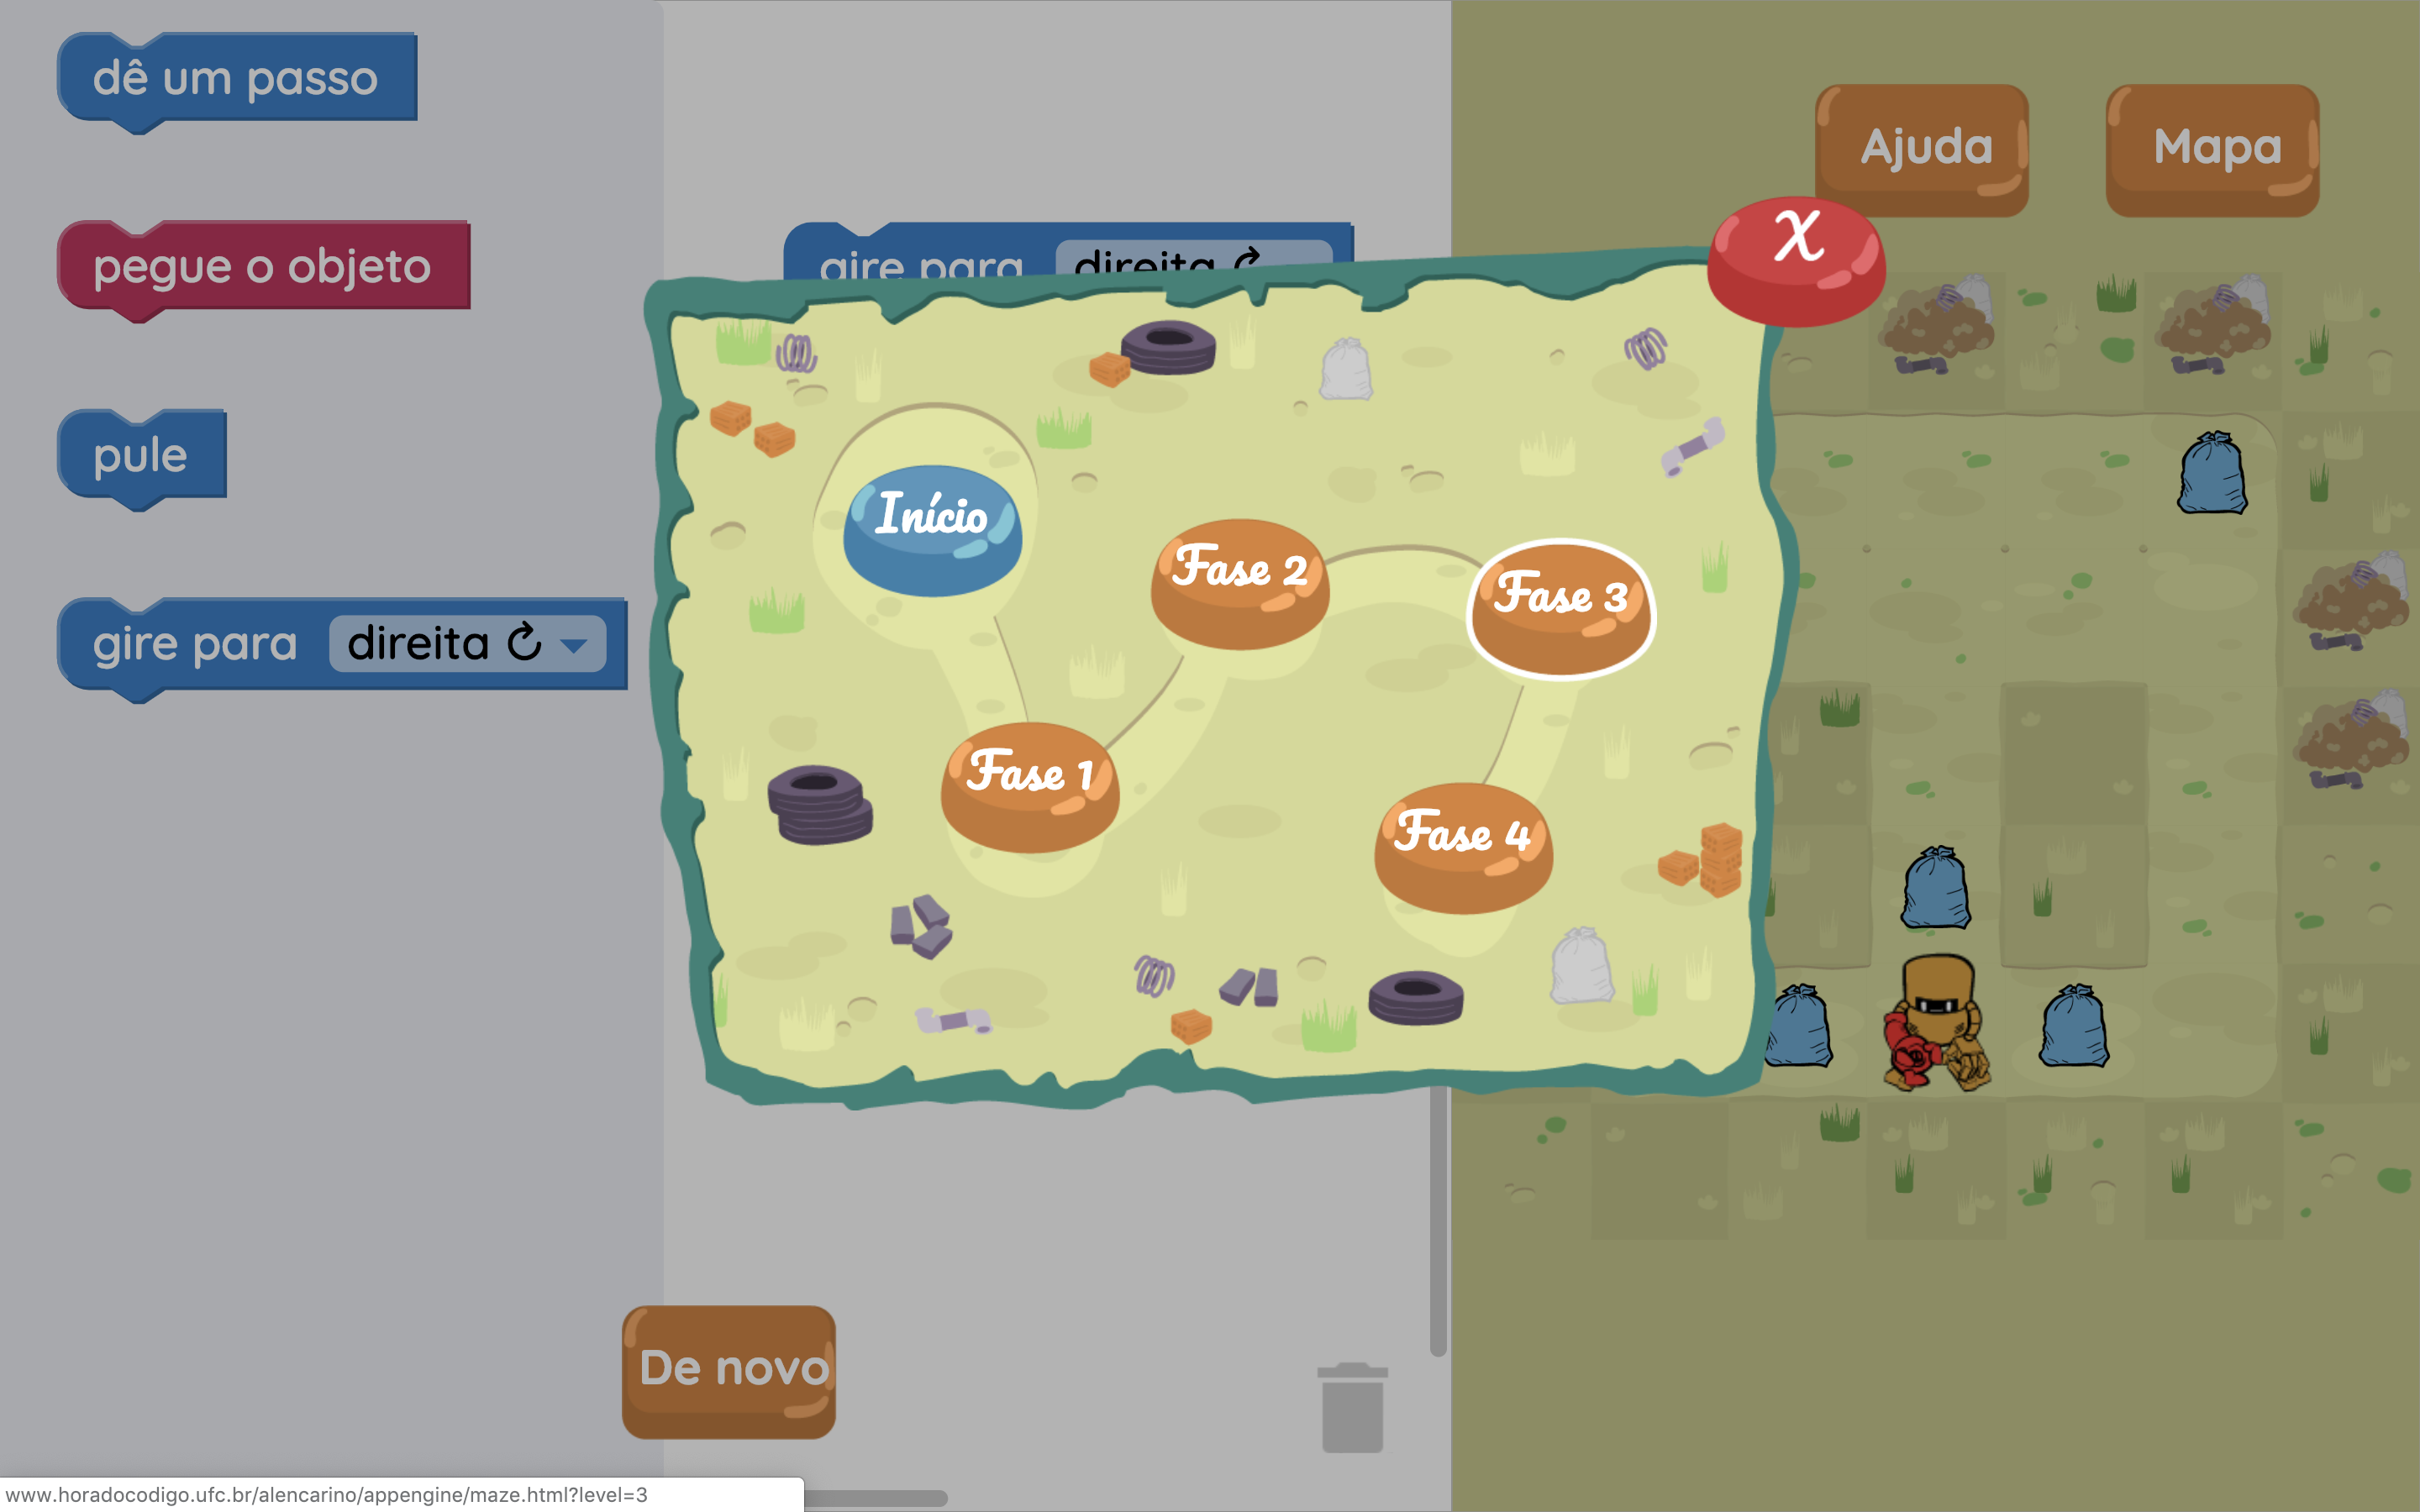 dê um passo
pegue o objeto
pule
gire para direita
gire para direita
Ajuda
Mapa
X
Início
Fase 2
Fase 3
Fase 1
Fase 4
De novo
www.horadocodigo.ufc.br/alencarino/appengine/maze.html?level=3